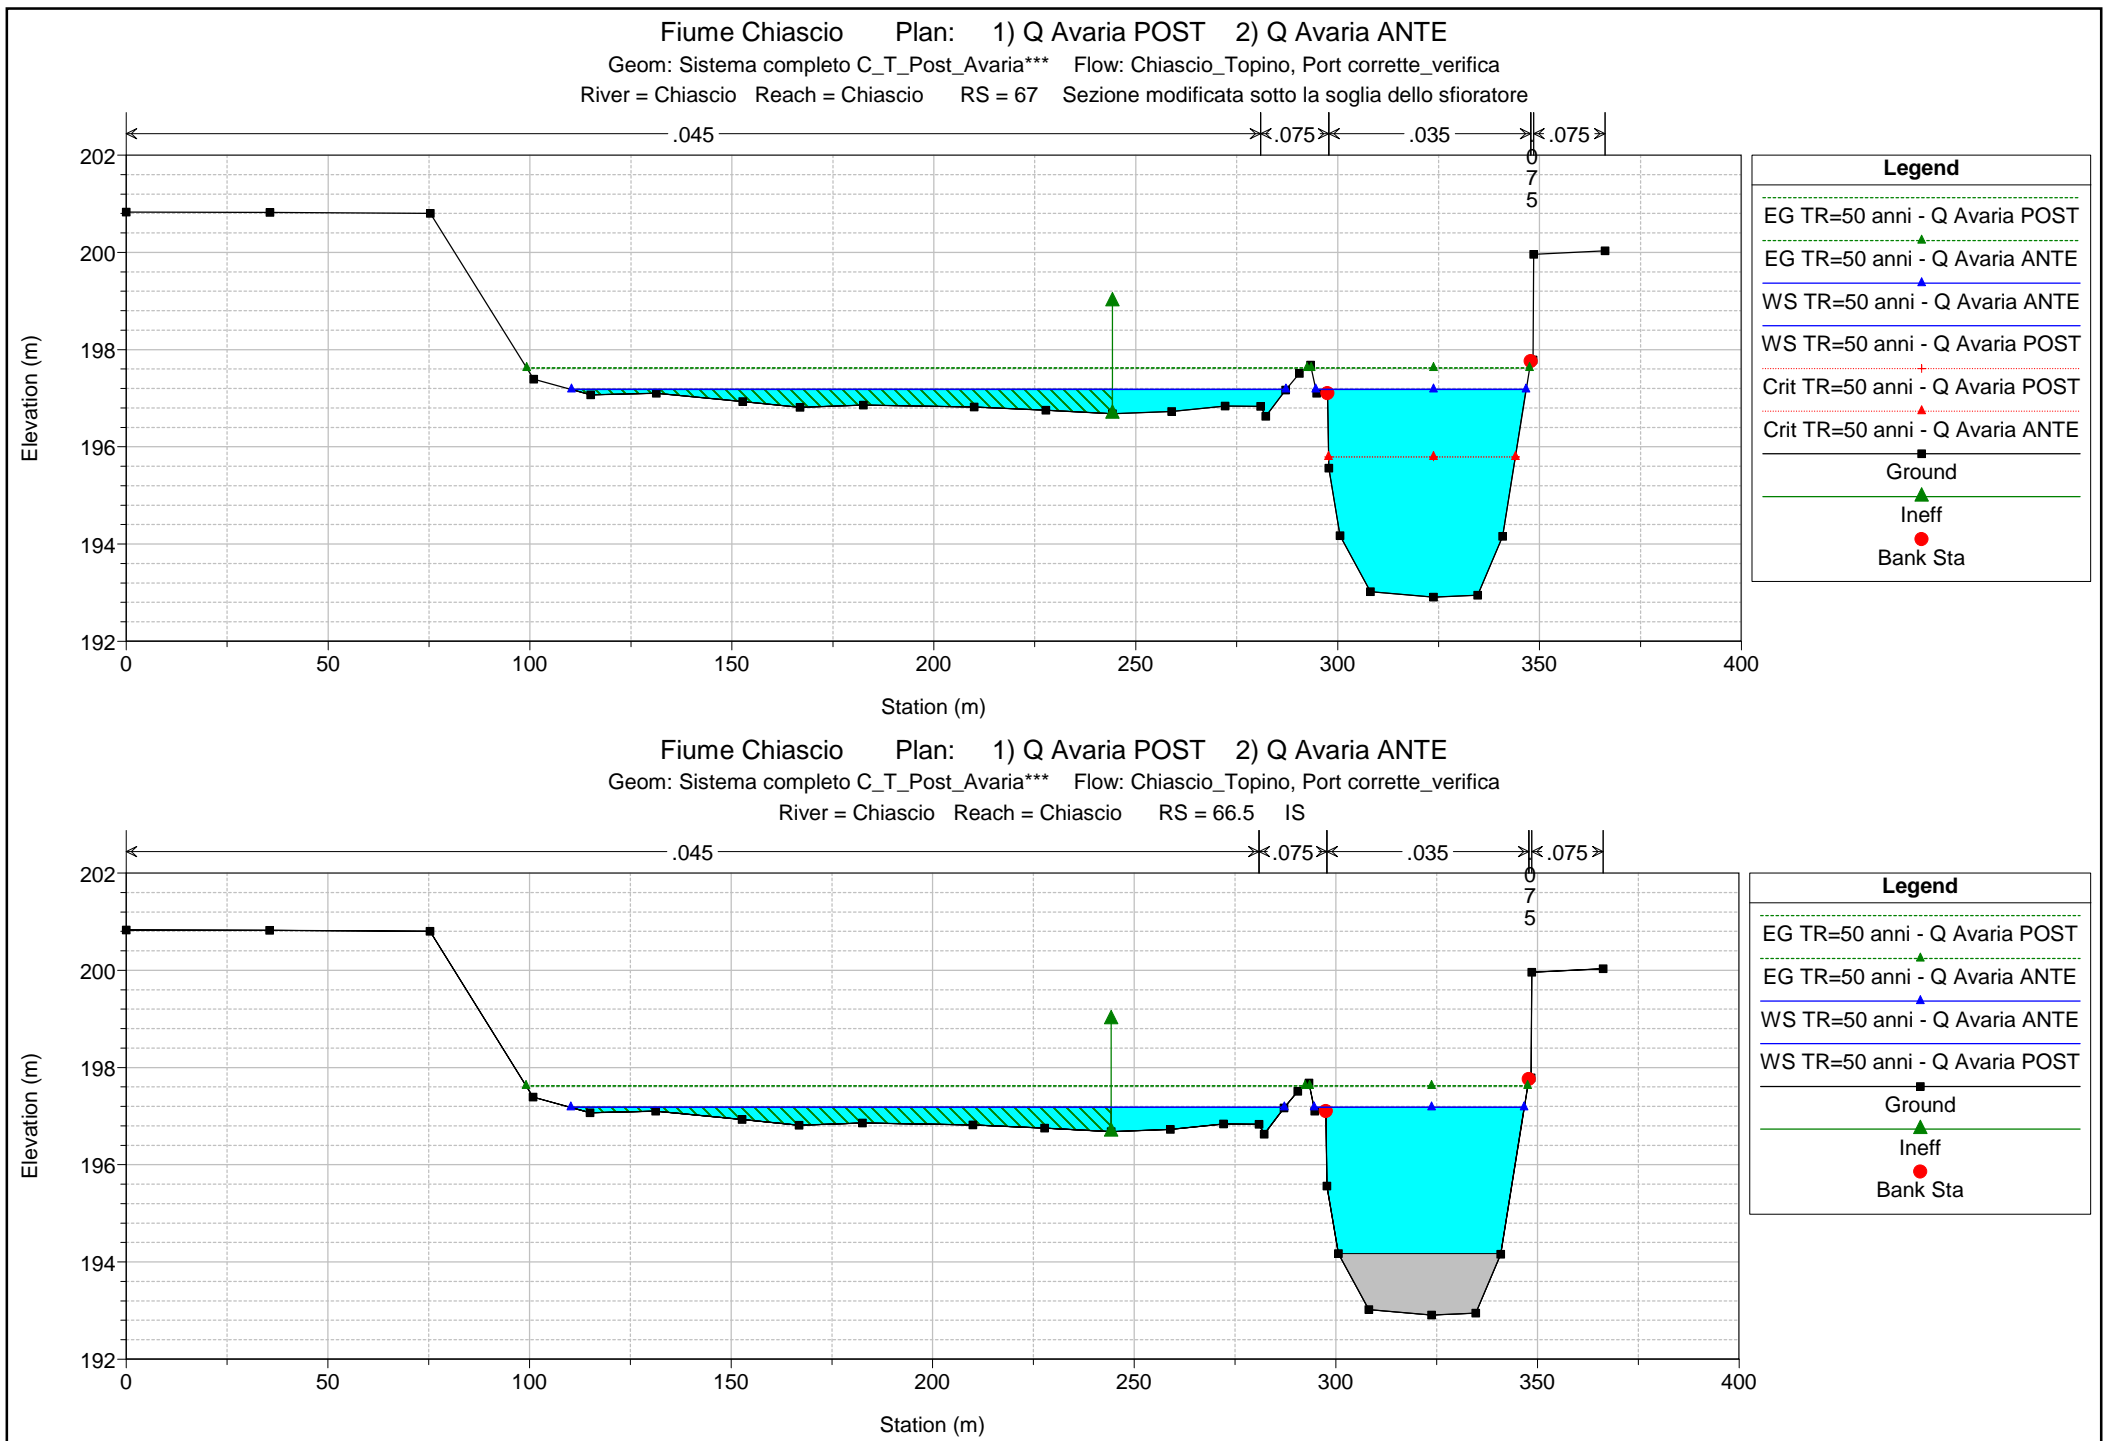 Fiume Chiascio Plan: 1) Q Avaria POST 2) Q Avaria ANTE
Geom: Sistema completo C_T_Post_Avaria*** Flow: Chiascio_Topino, Port corrette_verifica
River = Chiascio Reach = Chiascio RS = 67 Sezione modificata sotto la soglia dello sfioratore
.045 .075 .035 .075
0
7
5
202
200
198
196
194
192
Elevation (m)
0 50 100 150 200 250 300 350 400
Station (m)
Legend
EG TR=50 anni - Q Avaria POST
EG TR=50 anni - Q Avaria ANTE
WS TR=50 anni - Q Avaria ANTE
WS TR=50 anni - Q Avaria POST
Crit TR=50 anni - Q Avaria POST
Crit TR=50 anni - Q Avaria ANTE
Ground
Ineff
Bank Sta
Fiume Chiascio Plan: 1) Q Avaria POST 2) Q Avaria ANTE
Geom: Sistema completo C_T_Post_Avaria*** Flow: Chiascio_Topino, Port corrette_verifica
River = Chiascio Reach = Chiascio RS = 66.5 IS
.045 .075 .035 .075
0
7
5
202
200
198
196
194
192
Elevation (m)
0 50 100 150 200 250 300 350 400
Station (m)
Legend
EG TR=50 anni - Q Avaria POST
EG TR=50 anni - Q Avaria ANTE
WS TR=50 anni - Q Avaria ANTE
WS TR=50 anni - Q Avaria POST
Ground
Ineff
Bank Sta